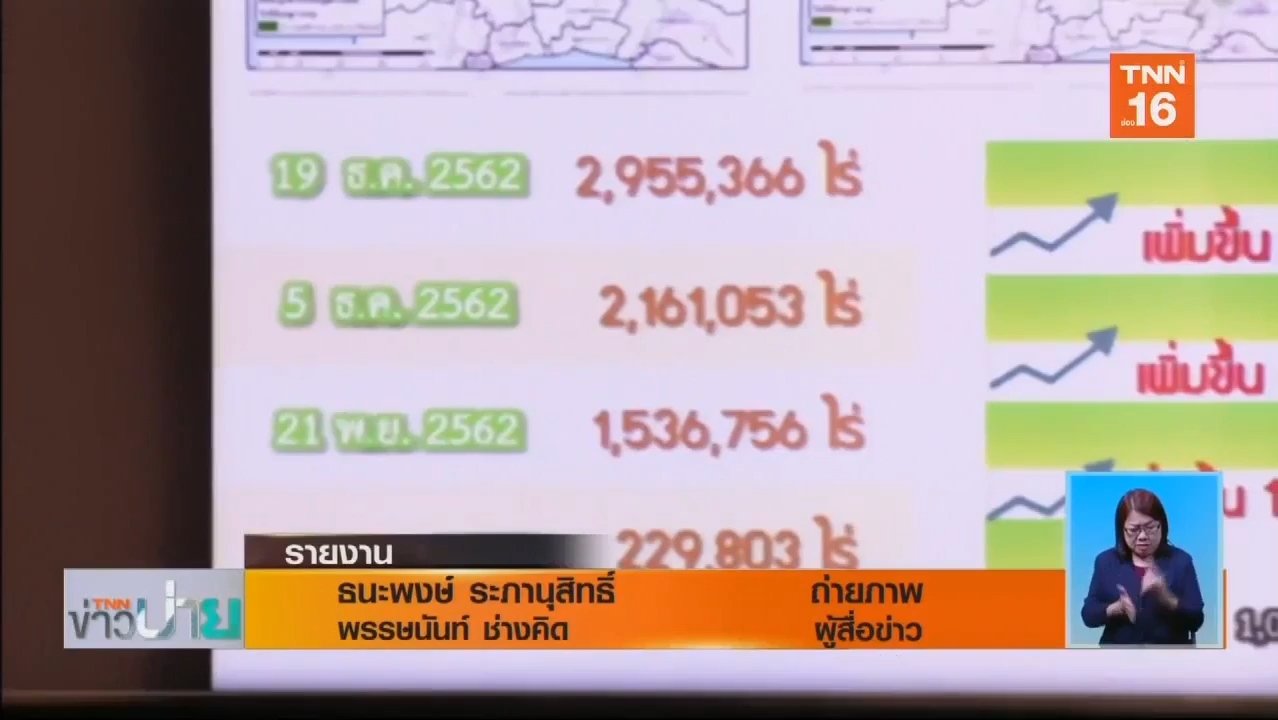 TNN
ช่อง 16
19 ธ.ค. 2562 2,955,366 ไร่
เพิ่มขึ้น
5 ธ.ค. 2562 2,161,053 ไร่
เพิ่มขึ้น
21 พ.ย. 2562 1,536,756 ไร่
229,803 ไร่
รายงาน
TNN ข่าวบ่าย
ธนะพงษ์ ระภานุสิทธิ์ ถ่ายภาพ
พรรษนันท์ ช่างคิด ผู้สื่อข่าว